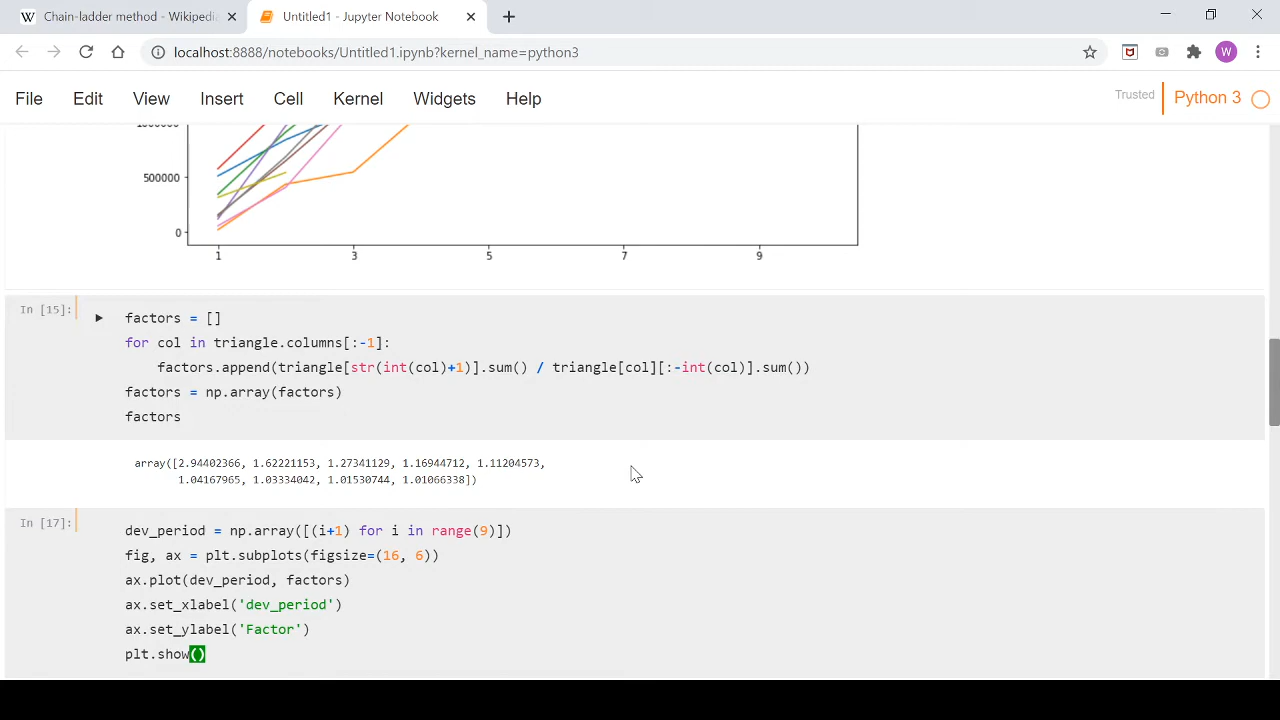 Chain-ladder method - Wikipedi
Untitled1 - Jupyter Notebook
localhost:8888/notebooks/Untitled1.ipynb?kernel_name=python3
W
File Edit View Insert Cell Kernel Widgets Help
Trusted
Python 3
1000000
500000
0
1 3 5 7 9
In [15]:
factors = []
for col in triangle.columns[:-1]:
factors.append(triangle[str(int(col)+1)].sum() / triangle[col][:-int(col)].sum())
factors = np.array(factors)
factors
array([2.94402366, 1.62221153, 1.27341129, 1.16944712, 1.11204573,
1.04167965, 1.03334042, 1.01530744, 1.01066338])
In [17]:
dev_period = np.array([(i+1) for i in range(9)])
fig, ax = plt.subplots(figsize=(16, 6))
ax.plot(dev_period, factors)
ax.set_xlabel('dev_period')
ax.set_ylabel('Factor')
plt.show()